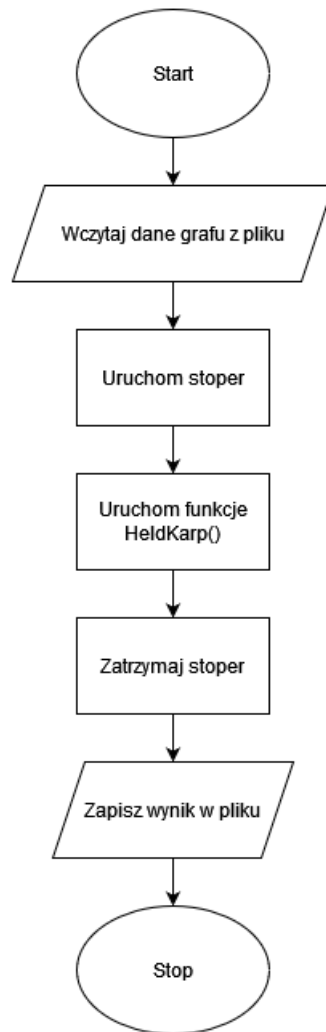 Start
Wczytaj dane grafu z pliku
Uruchom stoper
Uruchom funkcje
HeldKarp()
Zatrzymaj stoper
Zapisz wynik w pliku
Stop